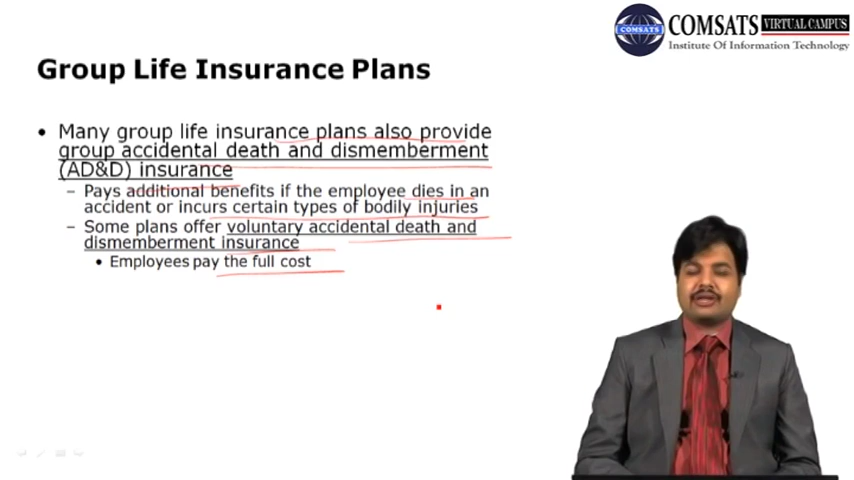 COMSATS VIRTUAL CAMPUS
COMSATS
Institute Of Information Technology
Group Life Insurance Plans
• Many group life insurance plans also provide
group accidental death and dismemberment
(AD&D) insurance
– Pays additional benefits if the employee dies in an
accident or incurs certain types of bodily injuries
– Some plans offer voluntary accidental death and
dismemberment insurance
• Employees pay the full cost